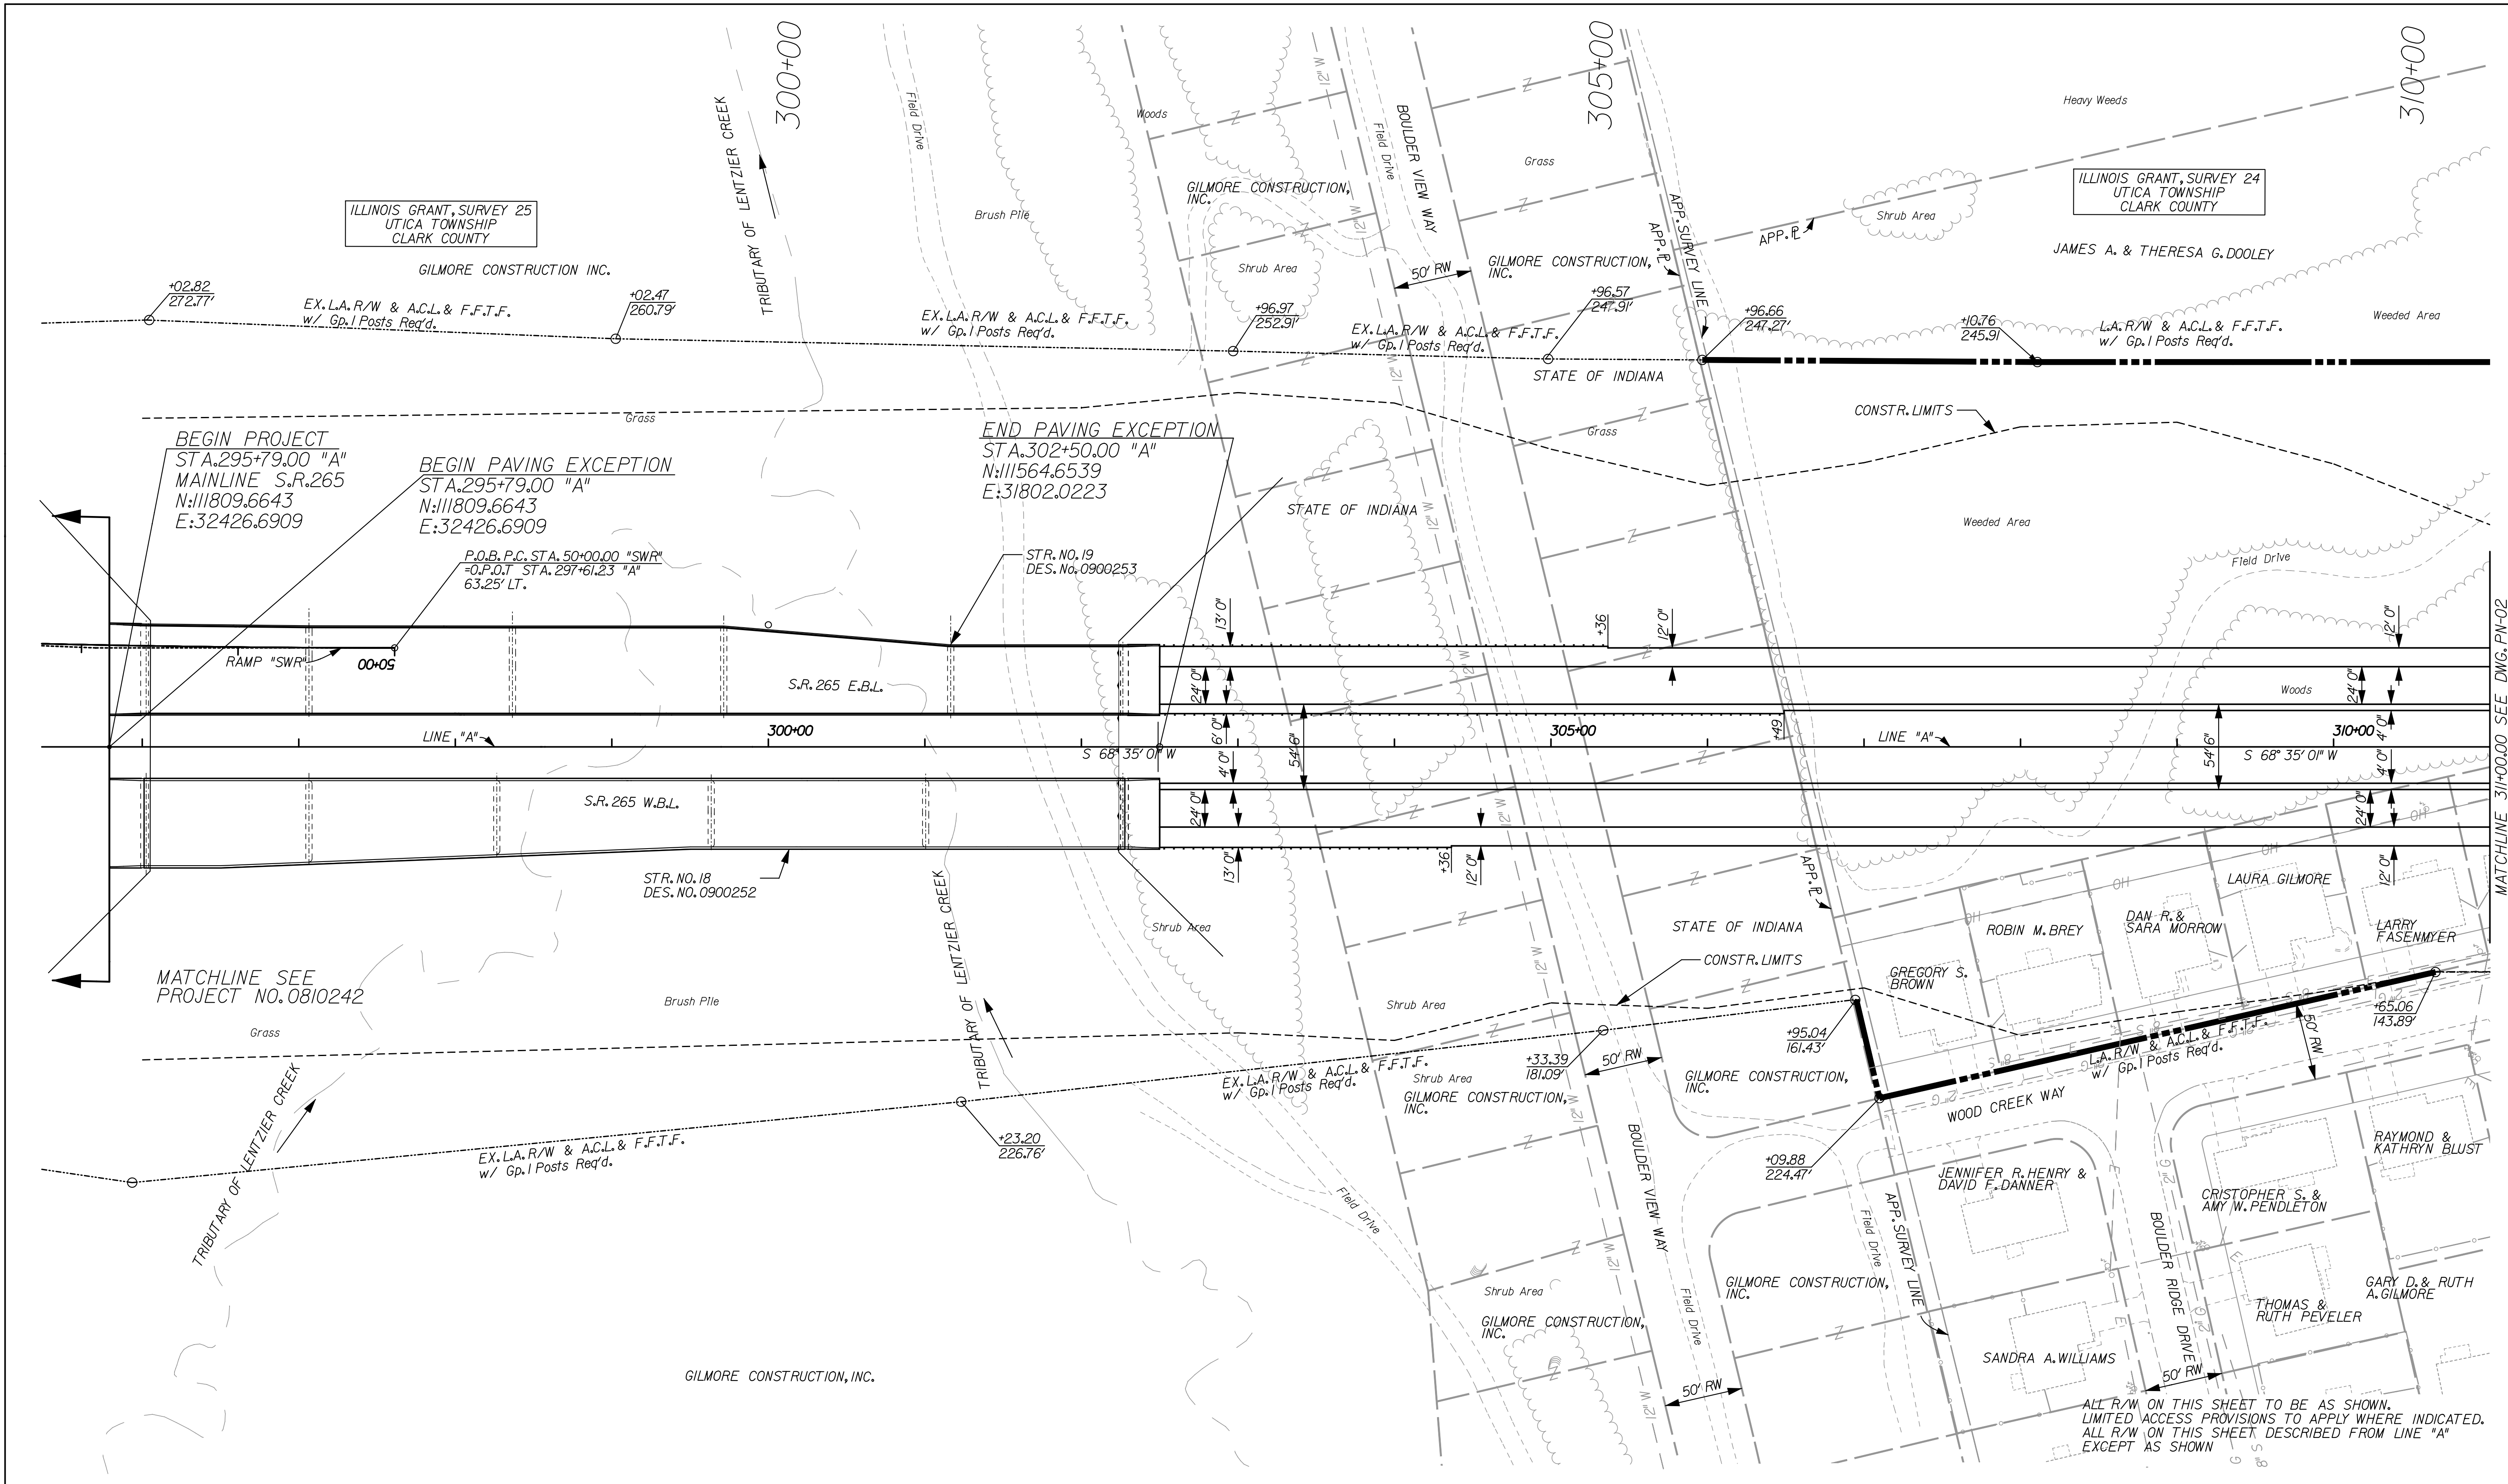 300+00
305+00
310+00
TRIBUTARY OF LENTZIER CREEK
Field Drive
Woods
Field Drive
BOULDER VIEW WAY
Grass
Heavy Weeds
ILLINOIS GRANT, SURVEY 25
UTICA TOWNSHIP
CLARK COUNTY
GILMORE CONSTRUCTION INC.
Brush Pile
GILMORE CONSTRUCTION,
INC.
Shrub Area
50' RW
GILMORE CONSTRUCTION,
INC.
APP. SURVEY LINE
APP. PL
APP. PL
Shrub Area
ILLINOIS GRANT, SURVEY 24
UTICA TOWNSHIP
CLARK COUNTY
JAMES A. & THERESA G. DOOLEY
+02.82
272.77'
EX. L.A. R/W & A.C.L. & F.F.T.F.
w/ Gp. 1 Posts Req'd.
+02.47
260.79'
EX. L.A. R/W & A.C.L. & F.F.T.F.
w/ Gp. 1 Posts Req'd.
+96.97
252.91'
EX. L.A. R/W & A.C.L. & F.F.T.F.
w/ Gp. 1 Posts Req'd.
+96.57
247.91'
+96.66
247.27'
+10.76
245.91'
L.A. R/W & A.C.L. & F.F.T.F.
w/ Gp. 1 Posts Req'd.
Weeded Area
STATE OF INDIANA
Grass
Grass
CONSTR. LIMITS
BEGIN PROJECT
STA. 295+79.00 "A"
MAINLINE S.R. 265
N:111809.6643
E:32426.6909
BEGIN PAVING EXCEPTION
STA. 295+79.00 "A"
N:111809.6643
E:32426.6909
END PAVING EXCEPTION
STA. 302+50.00 "A"
N:111564.6539
E:31802.0223
STATE OF INDIANA
Weeded Area
Field Drive
P.O.B. P.C. STA. 50+00.00 "SWR"
=O.P.O.T STA. 297+61.23 "A"
63.25' LT.
STR. NO. 19
DES. No. 0900253
RAMP "SWR"
50+00
S.R. 265 E.B.L.
13' 0"
+36
12' 0"
12' 0"
24' 0"
Woods
24' 0"
LINE "A"
300+00
S 68° 35' 01" W
6' 0"
54' 6"
4' 0"
305+00
+49
LINE "A"
54' 6"
S 68° 35' 01" W
310+00
4' 0"
4' 0"
S.R. 265 W.B.L.
24' 0"
24' 0"
13' 0"
+36
12' 0"
12' 0"
MATCHLINE 311+00.00 SEE DWG. PN-02
STR. NO. 18
DES. NO. 0900252
MATCHLINE SEE
PROJECT NO. 0810242
Grass
Brush Pile
TRIBUTARY OF LENTZIER CREEK
TRIBUTARY OF LENTZIER CREEK
Shrub Area
STATE OF INDIANA
CONSTR. LIMITS
Shrub Area
APP. PL
ROBIN M. BREY
DAN R. &
SARA MORROW
LAURA GILMORE
LARRY
FASENMYER
GREGORY S.
BROWN
+95.04
161.43'
+65.06
143.89'
L.A. R/W & A.C.L. & F.F.T.F.
w/ Gp. 1 Posts Req'd.
50' RW
+33.39
181.09'
50' RW
EX. L.A. R/W & A.C.L. & F.F.T.F.
w/ Gp. 1 Posts Req'd.
Shrub Area
GILMORE CONSTRUCTION,
INC.
GILMORE CONSTRUCTION,
INC.
WOOD CREEK WAY
+23.20
226.76'
EX. L.A. R/W & A.C.L. & F.F.T.F.
w/ Gp. 1 Posts Req'd.
+09.88
224.47'
JENNIFER R. HENRY &
DAVID F. DANNER
RAYMOND &
KATHRYN BLUST
CRISTOPHER S. &
AMY W. PENDLETON
Field Drive
BOULDER VIEW WAY
Field Drive
APP. SURVEY LINE
BOULDER RIDGE DRIVE
Shrub Area
GILMORE CONSTRUCTION,
INC.
GILMORE CONSTRUCTION,
INC.
Field Drive
GARY D. & RUTH
A. GILMORE
THOMAS &
RUTH PEVELER
SANDRA A. WILLIAMS
GILMORE CONSTRUCTION, INC.
50' RW
50' RW
ALL R/W ON THIS SHEET TO BE AS SHOWN.
LIMITED ACCESS PROVISIONS TO APPLY WHERE INDICATED.
ALL R/W ON THIS SHEET DESCRIBED FROM LINE "A"
EXCEPT AS SHOWN